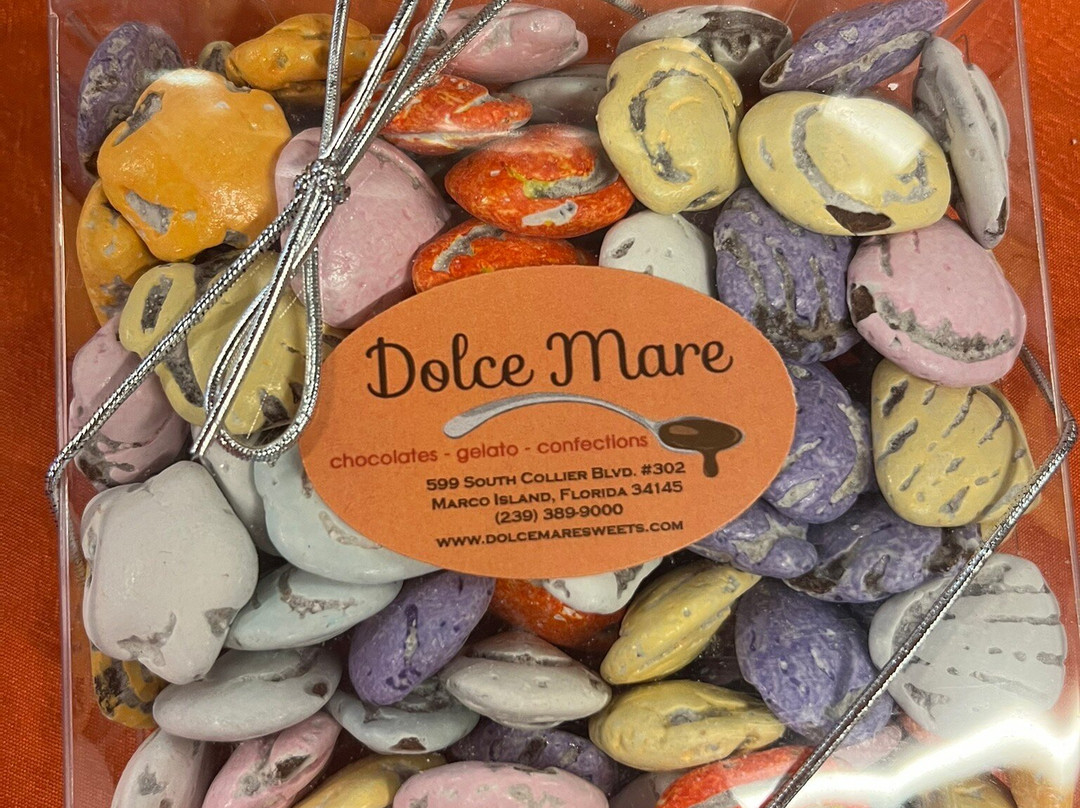 Dolce Mare
chocolates - gelato - confections
599 South Collier Blvd. #302
Marco Island, Florida 34145
(239) 389-9000
www.dolcemaresweets.com